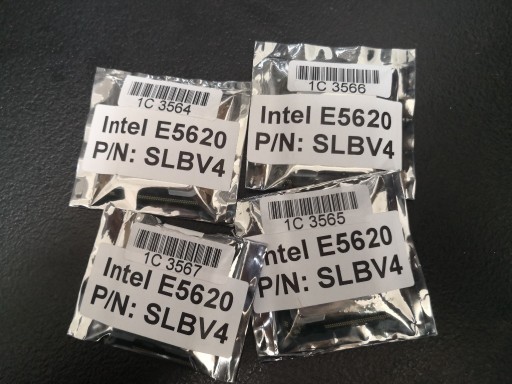 1C 3564
Intel E5620
P/N: SLBV4
1C 3566
Intel E5620
P/N: SLBV4
1C 3567
Intel E5620
P/N: SLBV4
1C 3565
ntel E5620
P/N: SLBV4